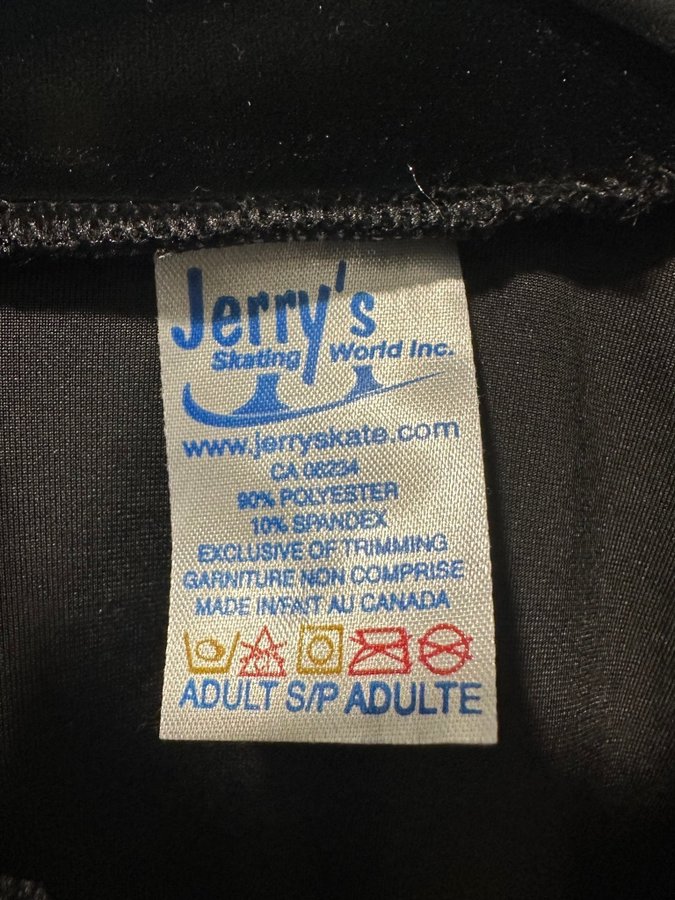 Jerry's
Skating World Inc.
www.jerryskate.com
CA 06234
90% POLYESTER
10% SPANDEX
EXCLUSIVE OF TRIMMING
GARNITURE NON COMPRISE
MADE IN/FAIT AU CANADA
ADULT S/P ADULTE